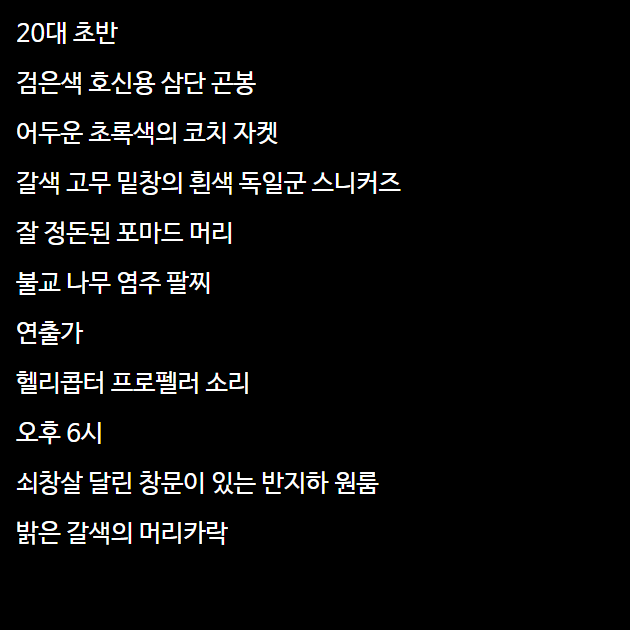 20대 초반
검은색 호신용 삼단 곤봉
어두운 초록색의 코치 자켓
갈색 고무 밑창의 흰색 독일군 스니커즈
잘 정돈된 포마드 머리
불교 나무 염주 팔찌
연출가
헬리콥터 프로펠러 소리
오후 6시
쇠창살 달린 창문이 있는 반지하 원룸
밝은 갈색의 머리카락